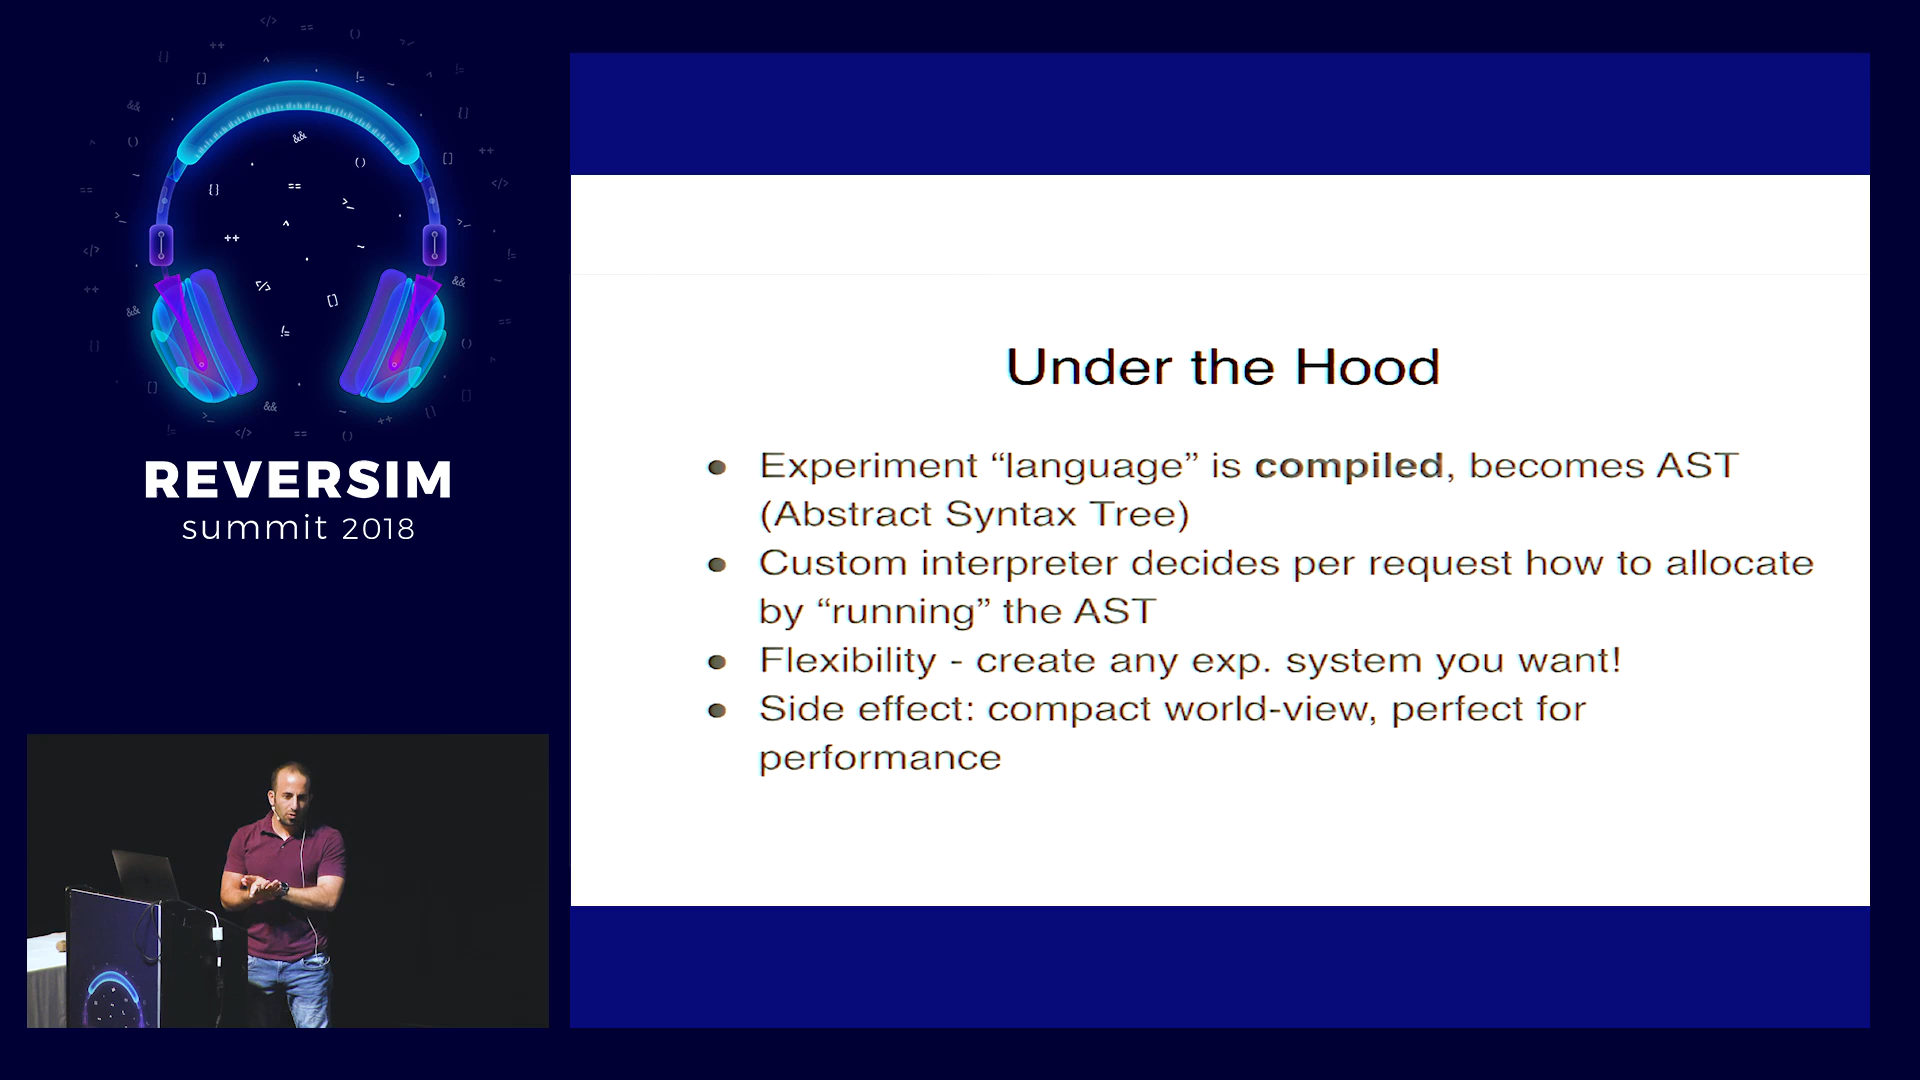 REVERSIM
summit 2018
Under the Hood
Experiment “language” is compiled, becomes AST
(Abstract Syntax Tree)
Custom interpreter decides per request how to allocate
by “running” the AST
Flexibility - create any exp. system you want!
Side effect: compact world-view, perfect for
performance